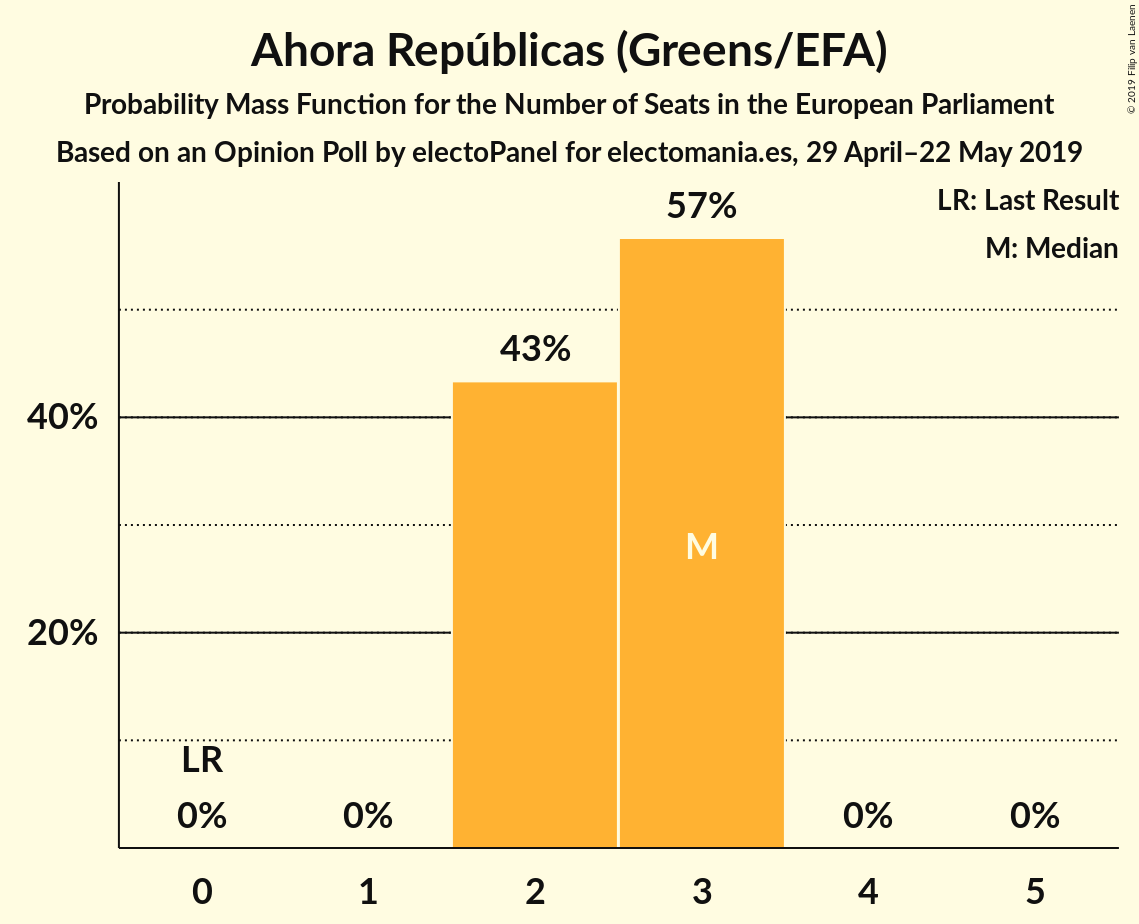 Ahora Repúblicas (Greens/EFA)
Probability Mass Function for the Number of Seats in the European Parliament
Based on an Opinion Poll by electoPanel for electomania.es, 29 April–22 May 2019
© 2019 Filip van Laenen
LR: Last Result
M: Median
57%
43%
40%
M
20%
LR
0%
0%
0%
0%
0
1
2
3
4
5